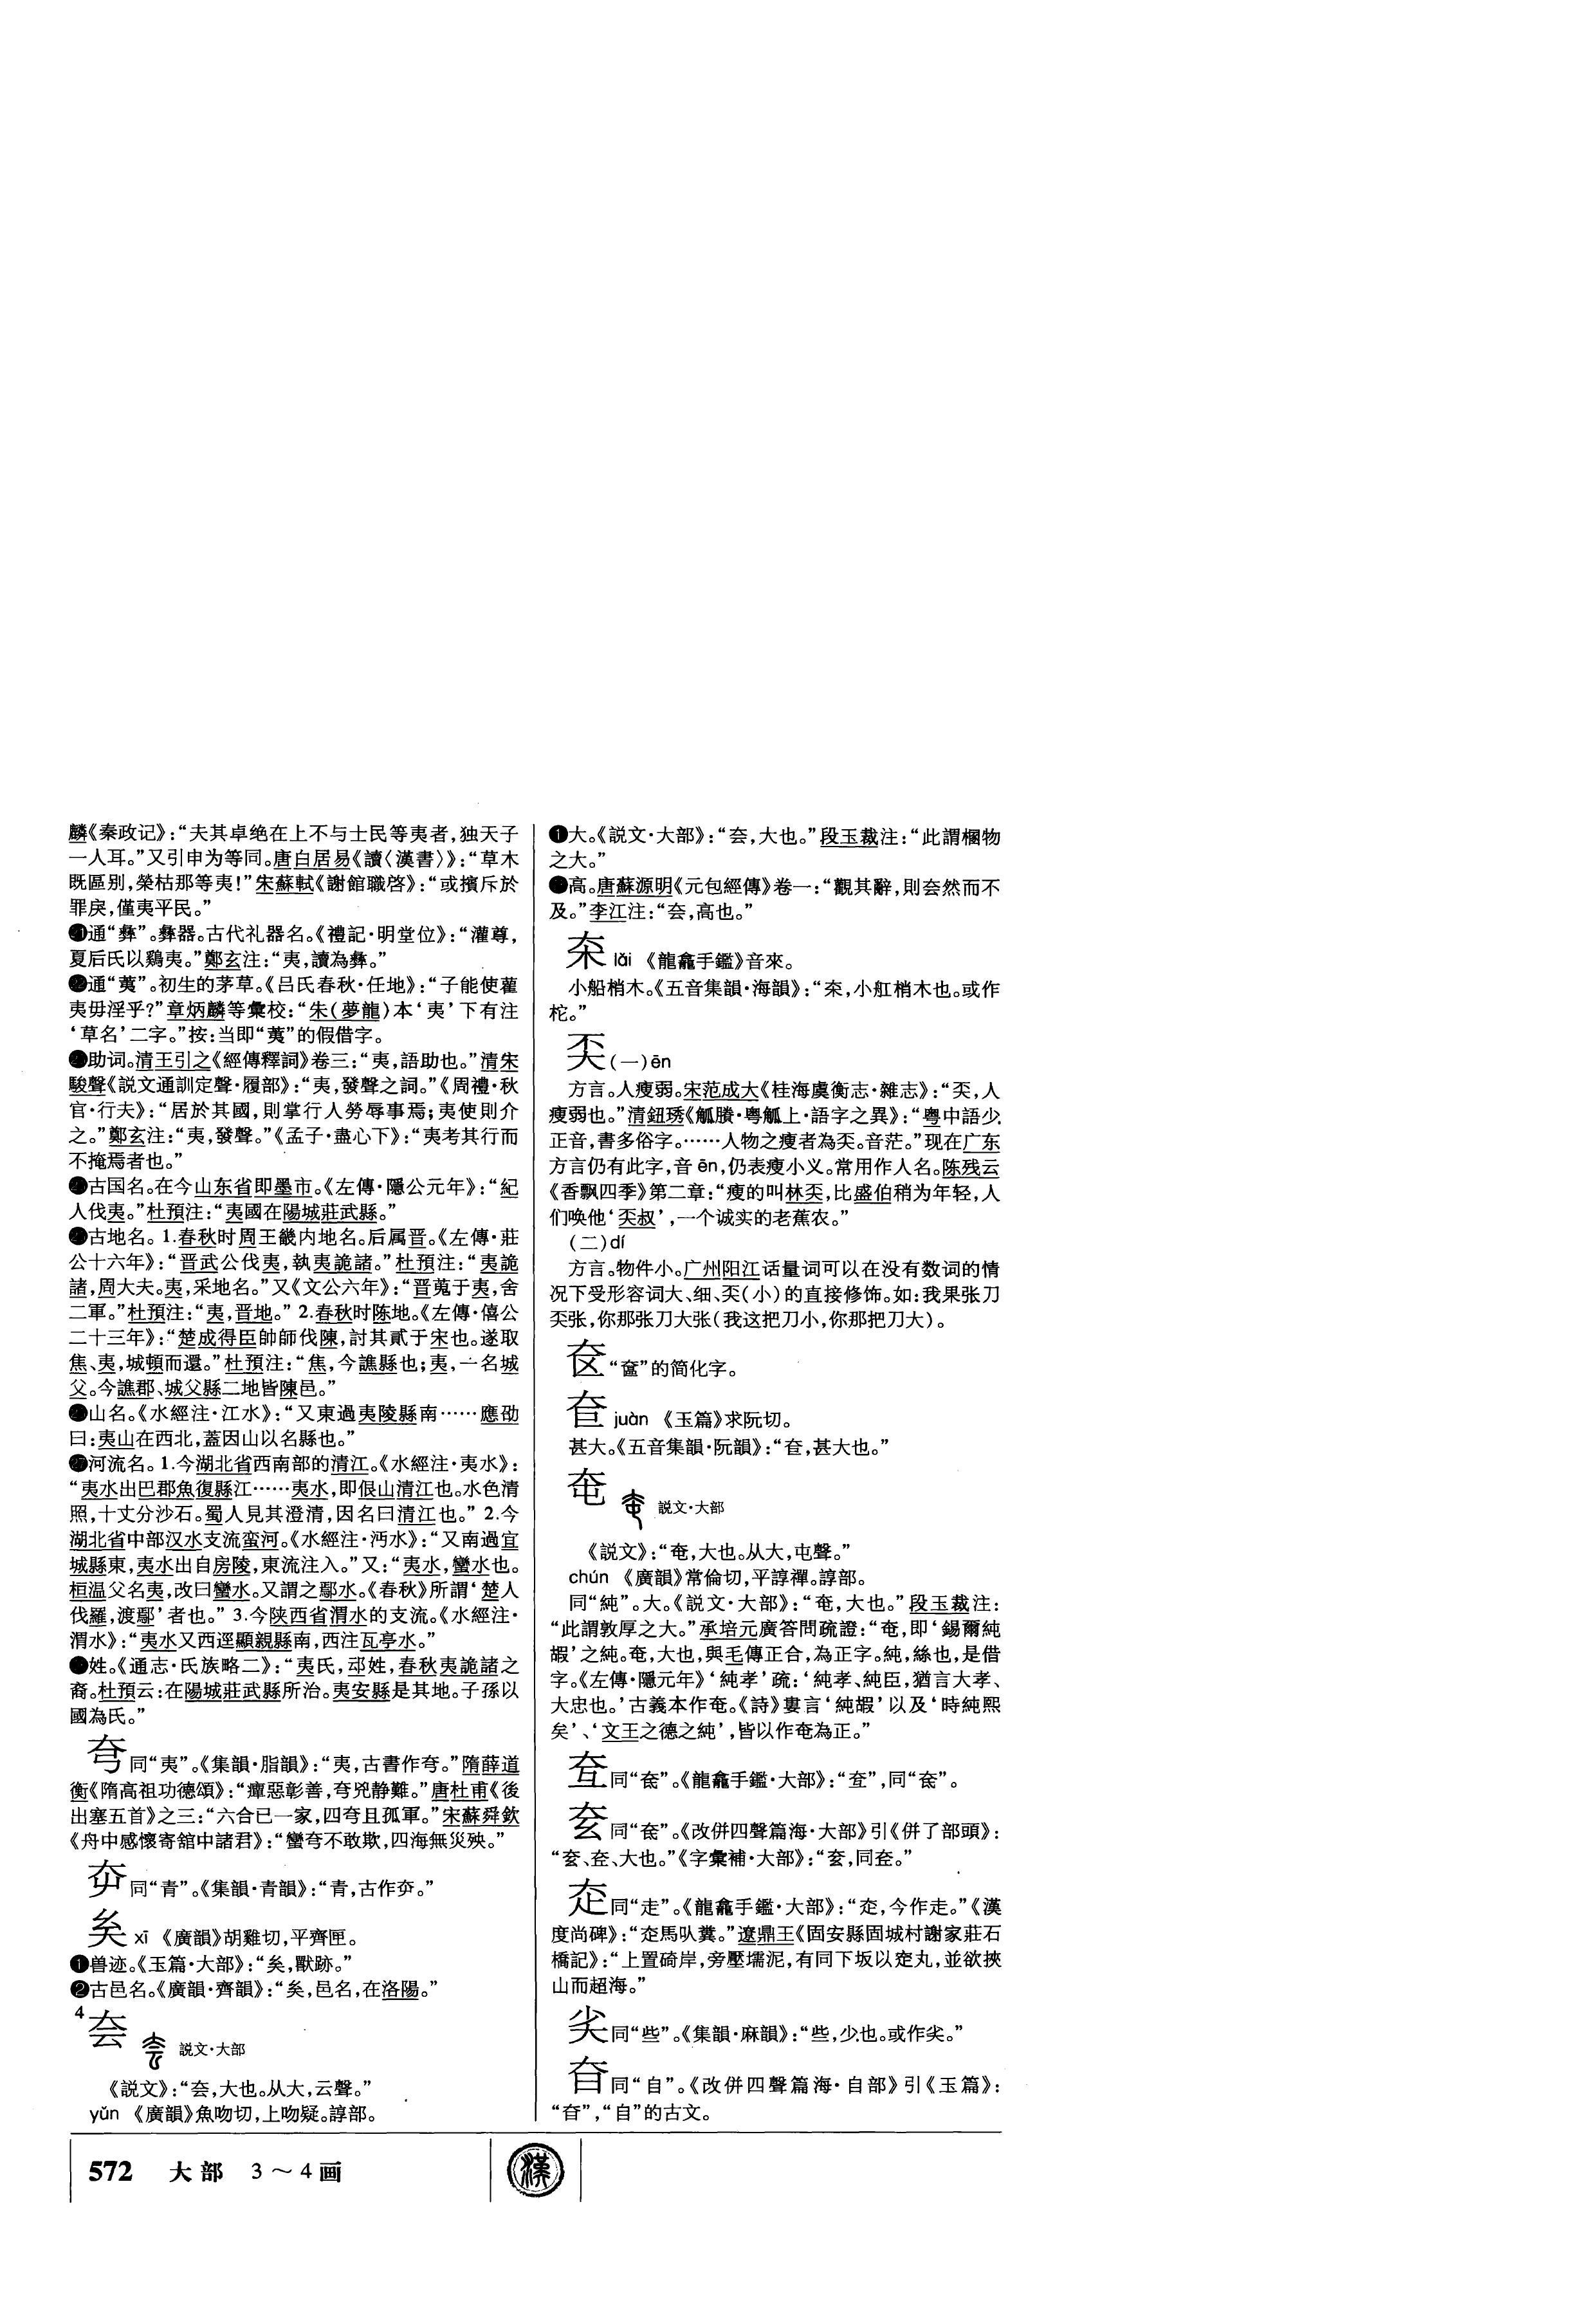 麟《秦政记》：“夫其卓绝在上不与士民等夷者，独天子
一人耳。”又引申为等同。唐白居易《讀〈漢書〉》：“草木
既區别，榮枯那等夷！”宋蘇軾《謝館職啓》：“或擯斥於
罪戾，僅夷平民。”
㉑通“彝”。彝器。古代礼器名。《禮記·明堂位》：“灌尊，
夏后氏以鷄夷。”鄭玄注：“夷，讀為彝。”
㉒通“荑”。初生的茅草。《吕氏春秋·任地》：“子能使雚
夷毋淫乎？”章炳麟等彙校：“朱(夢龍)本‘夷’下有注
‘草名’二字。”按：当即“荑”的假借字。
㉓助词。清王引之《經傳釋詞》卷三：“夷，語助也。”清朱
駿聲《説文通訓定聲·履部》：“夷，發聲之詞。”《周禮·秋
官·行夫》：“居於其國，則掌行人勞辱事焉；夷使則介
之。”鄭玄注：“夷，發聲。”《孟子·盡心下》：“夷考其行而
不掩焉者也。”
㉔古国名。在今山东省即墨市。《左傳·隱公元年》：“紀
人伐夷。”杜預注：“夷國在陽城莊武縣。”
㉕古地名。1.春秋时周王畿内地名。后属晋。《左傳·莊
公十六年》：“晋武公伐夷，執夷詭諸。”杜預注：“夷詭
諸，周大夫。夷，采地名。”又《文公六年》：“晋蒐于夷，舍
二軍。”杜預注：“夷，晋地。” 2.春秋时陈地。《左傳·僖公
二十三年》：“楚成得臣帥師伐陳，討其貳于宋也。遂取
焦、夷，城頓而還。”杜預注：“焦，今譙縣也；夷，一名城
父。今譙郡、城父縣二地皆陳邑。”
㉖山名。《水經注·江水》：“又東過夷陵縣南……應劭
曰：夷山在西北，蓋因山以名縣也。”
㉗河流名。1.今湖北省西南部的清江。《水經注·夷水》：
“夷水出巴郡魚復縣江……夷水，即佷山清江也。水色清
照，十丈分沙石。蜀人見其澄清，因名曰清江也。” 2.今
湖北省中部汉水支流蛮河。《水經注·沔水》：“又南過宜
城縣東，夷水出自房陵，東流注入。”又：“夷水，蠻水也。
桓温父名夷，改曰蠻水。又謂之鄢水。《春秋》所謂‘楚人
伐羅，渡鄢’者也。” 3.今陕西省渭水的支流。《水經注·
渭水》：“夷水又西逕顯親縣南，西注瓦亭水。”
㉘姓。《通志·氏族略二》：“夷氏，邧姓，春秋夷詭諸之
裔。杜預云：在陽城莊武縣所治。夷安縣是其地。子孫以
國為氏。”
夸同“夷”。《集韻·脂韻》：“夷，古書作夸。”隋薛道
衡《隋高祖功德頌》：“癉惡彰善，夸兇静難。”唐杜甫《後
出塞五首》之三：“六合已一家，四夸且孤軍。”宋蘇舜欽
《舟中感懷寄舘中諸君》：“蠻夸不敢欺，四海無災殃。”
同“青”。《集韻·青韻》：“青，古作。”
xī 《廣韻》胡雞切，平齊匣。
❶兽迹。《玉篇·大部》：“，獸跡。”
❷古邑名。《廣韻·齊韻》：“，邑名，在洛陽。”
4
夽 説文·大部
《説文》：“夽，大也。从大，云聲。”
yǔn 《廣韻》魚吻切，上吻疑。諄部。
❶大。《説文·大部》：“夽，大也。”段玉裁注：“此謂梱物
之大。”
❷高。唐蘇源明《元包經傳》卷一：“觀其辭，則夽然而不
及。”李江注：“夽，高也。”
lǎi 《龍龕手鑑》音來。
小船梢木。《五音集韻·海韻》：“，小舡梢木也。或作
柁。”
奀(一)ēn
方言。人瘦弱。宋范成大《桂海虞衡志·雜志》：“奀，人
瘦弱也。”清鈕琇《觚賸·粤觚上·語字之異》：“粤中語少
正音，書多俗字。……人物之瘦者為奀。音茫。”现在广东
方言仍有此字，音ēn，仍表瘦小义。常用作人名。陈残云
《香飘四季》第二章：“瘦的叫林奀，比盛伯稍为年轻，人
们唤他‘奀叔’，一个诚实的老蕉农。”
(二)dí
方言。物件小。广州阳江话量词可以在没有数词的情
况下受形容词大、细、奀(小)的直接修饰。如：我果张刀
奀张，你那张刀大张(我这把刀小，你那把刀大)。
奁“奩”的简化字。
juàn 《玉篇》求阮切。
甚大。《五音集韻·阮韻》：“，甚大也。”
奄 説文·大部
《説文》：“，大也。从大，屯聲。”
chún 《廣韻》常倫切，平諄禪。諄部。
同“純”。大。《説文·大部》：“，大也。”段玉裁注：
“此謂敦厚之大。”承培元廣答問疏證：“，即‘錫爾純
嘏’之純。，大也，與毛傳正合，為正字。純，絲也，是借
字。《左傳·隱元年》‘純孝’疏：‘純孝、純臣，猶言大孝、
大忠也。’古義本作。《詩》婁言‘純嘏’以及‘時純熙
矣’、‘文王之德之純’，皆以作為正。”
同“”。《龍龕手鑑·大部》：“”，同“”。
同“”。《改併四聲篇海·大部》引《併了部頭》：
“、、大也。”《字彙補·大部》：“，同。”
同“走”。《龍龕手鑑·大部》：“，今作走。”《漢
度尚碑》：“馬㕥糞。”遼鼎王《固安縣固城村謝家莊石
橋記》：“上置碕岸，旁壓壖泥，有同下坂以跫丸，並欲挾
山而超海。”
同“些”。《集韻·麻韻》：“些，少也。或作。”
同“自”。《改併四聲篇海·自部》引《玉篇》：
“”，“自”的古文。
572 大部 3～4画
漢